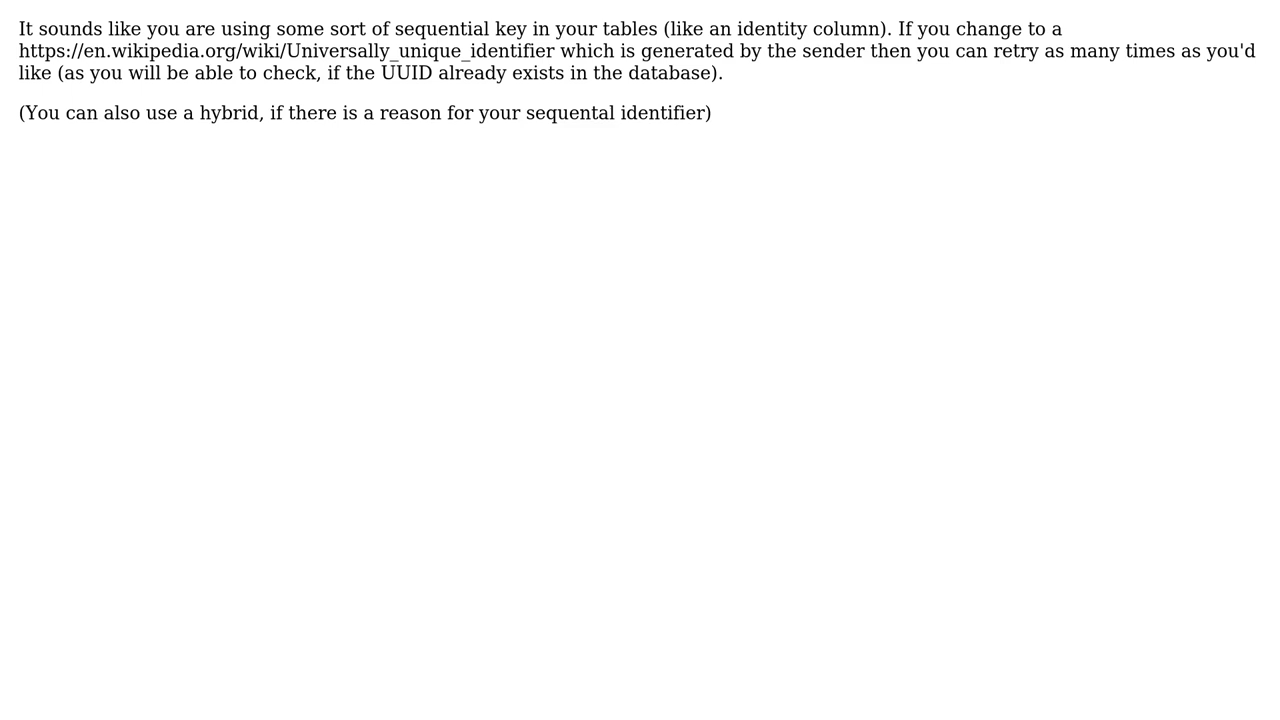 It sounds like you are using some sort of sequential key in your tables (like an identity column). If you change to a
https://en.wikipedia.org/wiki/Universally_unique_identifier which is generated by the sender then you can retry as many times as you'd
like (as you will be able to check, if the UUID already exists in the database).
(You can also use a hybrid, if there is a reason for your sequental identifier)